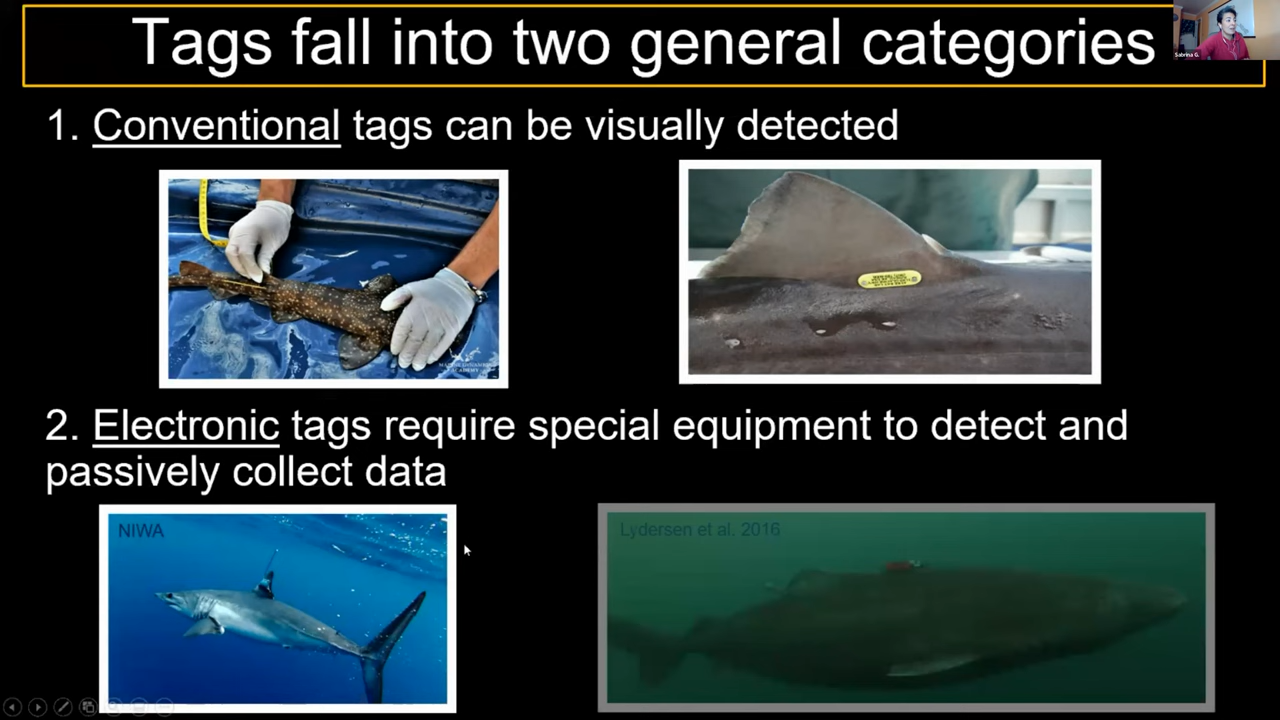 Tags fall into two general categories
Sabrina G.
1. Conventional tags can be visually detected
2. Electronic tags require special equipment to detect and
passively collect data
NIWA
Lydersen et al. 2016